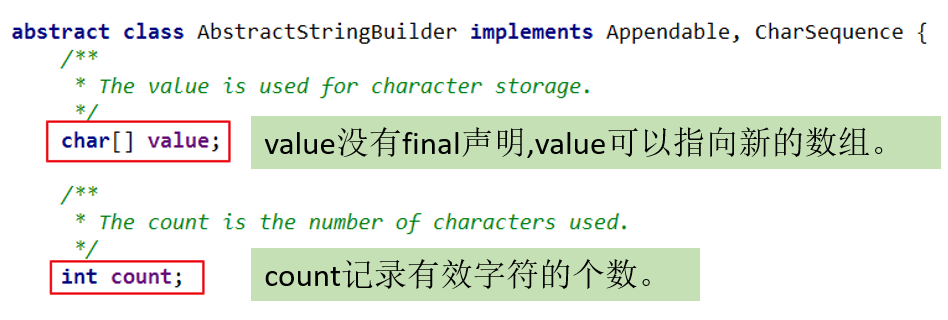 abstract class AbstractStringBuilder implements Appendable, CharSequence {
/**
* The value is used for character storage.
*/
char[] value;
value没有final声明,value可以指向新的数组。
/**
* The count is the number of characters used.
*/
int count;
count记录有效字符的个数。